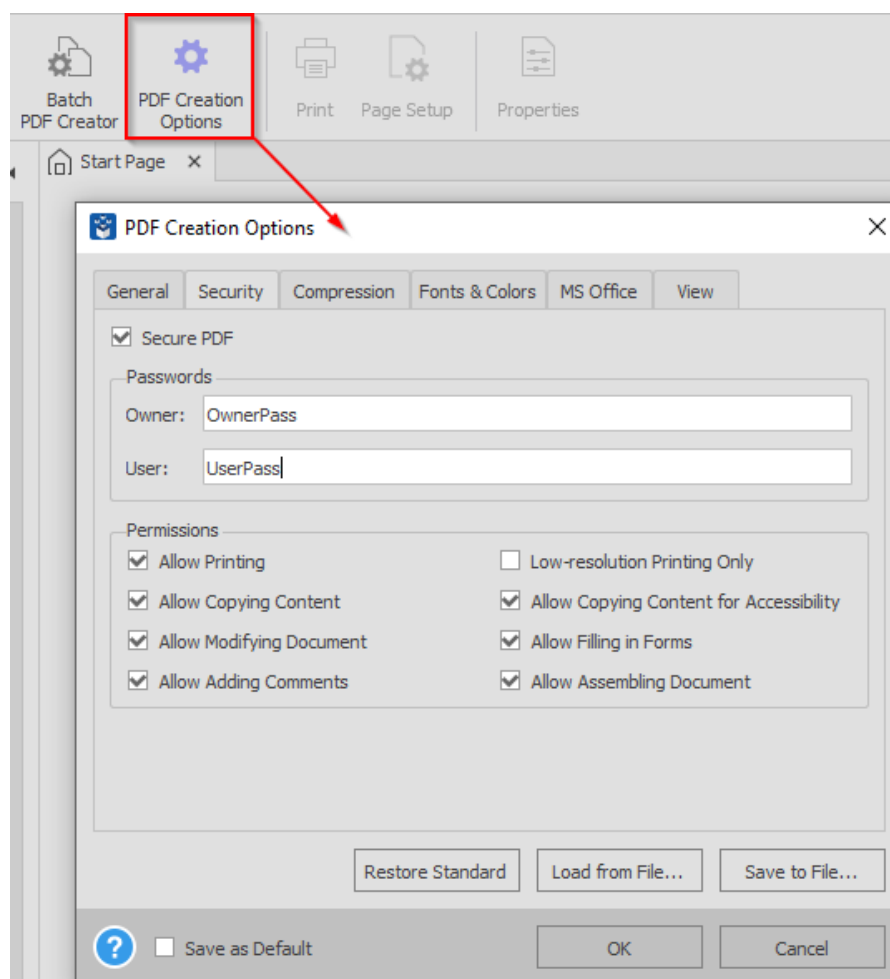 Batch
PDF Creator
PDF Creation
Options
Print
Page Setup
Properties
Start Page
PDF Creation Options
General Security Compression Fonts & Colors MS Office View
Secure PDF
Passwords
Owner: OwnerPass
User: UserPass
Permissions
Allow Printing
Low-resolution Printing Only
Allow Copying Content
Allow Copying Content for Accessibility
Allow Modifying Document
Allow Filling in Forms
Allow Adding Comments
Allow Assembling Document
Restore Standard
Load from File...
Save to File...
?
Save as Default
OK
Cancel